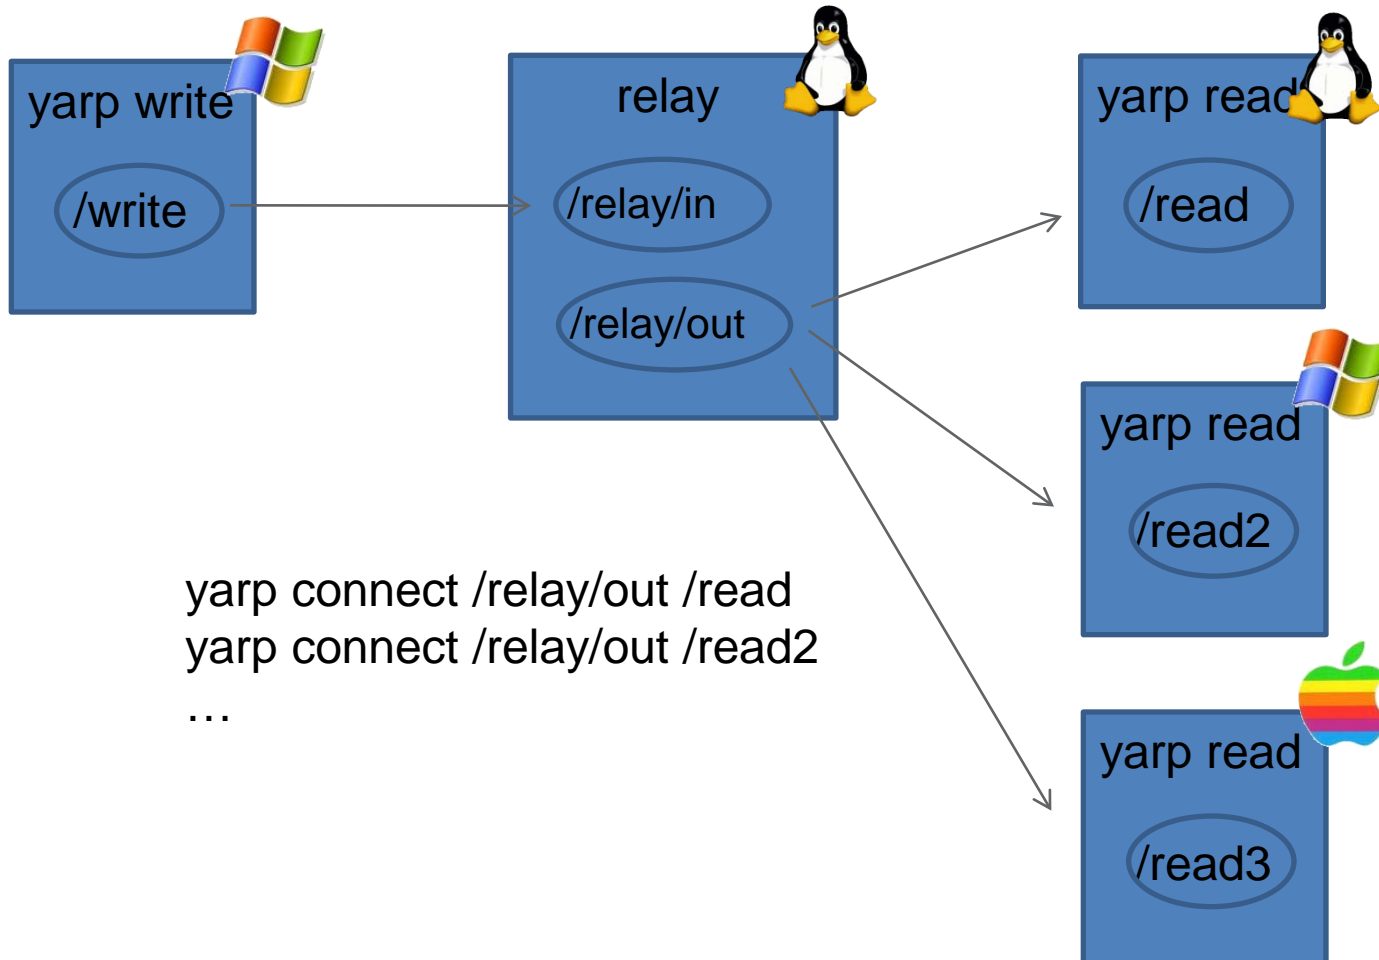 yarp write
/write
relay
/relay/in
/relay/out
yarp read
/read
yarp read
/read2
yarp read
/read3
yarp connect /relay/out /read
yarp connect /relay/out /read2
…